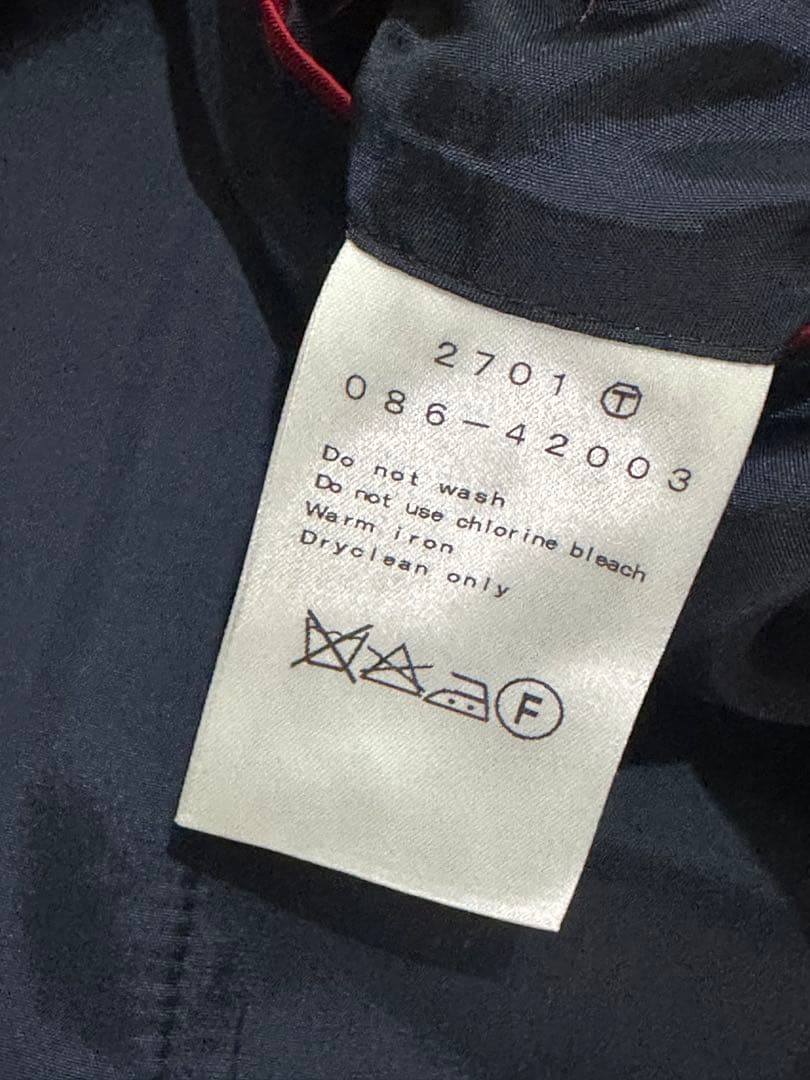 2701 Ⓣ
086-42003
Do not wash
Do not use chlorine bleach
Warm iron
Dryclean only
F